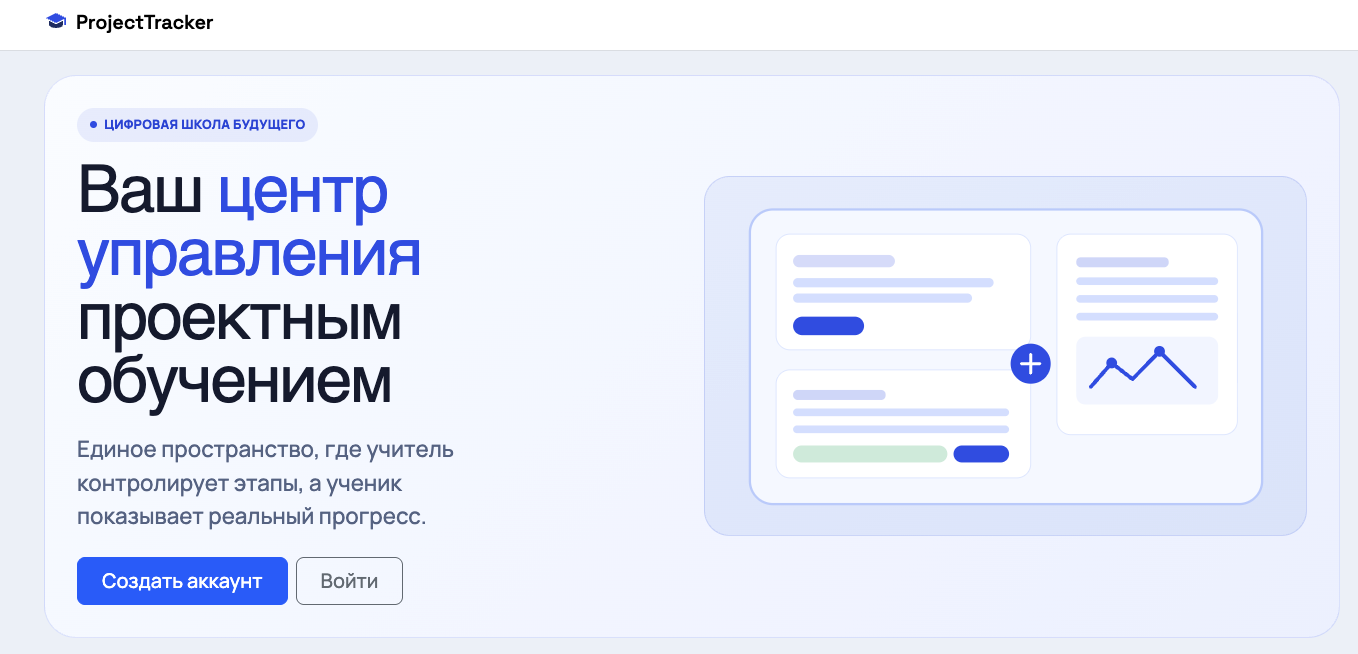 ProjectTracker
ЦИФРОВАЯ ШКОЛА БУДУЩЕГО
Ваш центр
управления
проектным
обучением
Единое пространство, где учитель
контролирует этапы, а ученик
показывает реальный прогресс.
Создать аккаунт
Войти